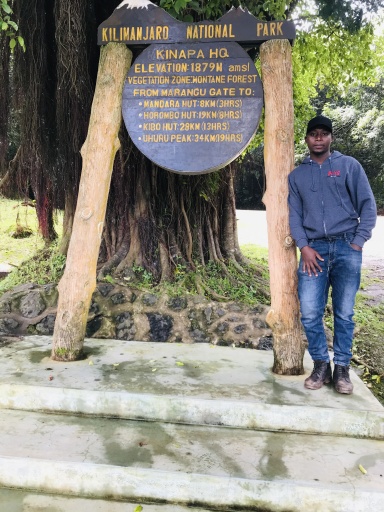 KILIMANJARO NATIONAL PARK
KINAPA HQ
ELEVATION:1879M amsl
VEGETATION ZONE:MONTANE FOREST
FROM MARANGU GATE TO:
• MANDARA HUT:8KM(3HRS)
• HOROMBO HUT:19KM(8HRS)
• KIBO HUT:28KM (13HRS)
• UHURU PEAK:34KM(19HRS)